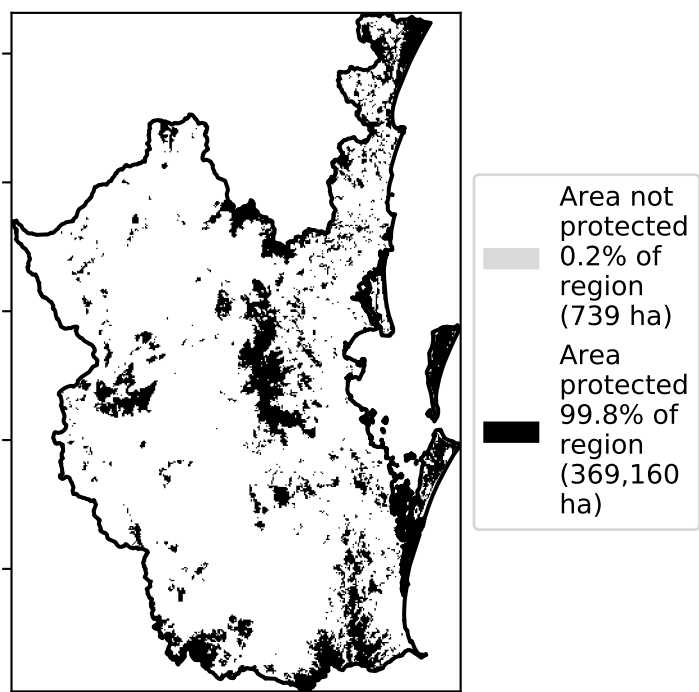 Area not
protected
0.2% of
region
(739 ha)
Area
protected
99.8% of
region
(369,160
ha)